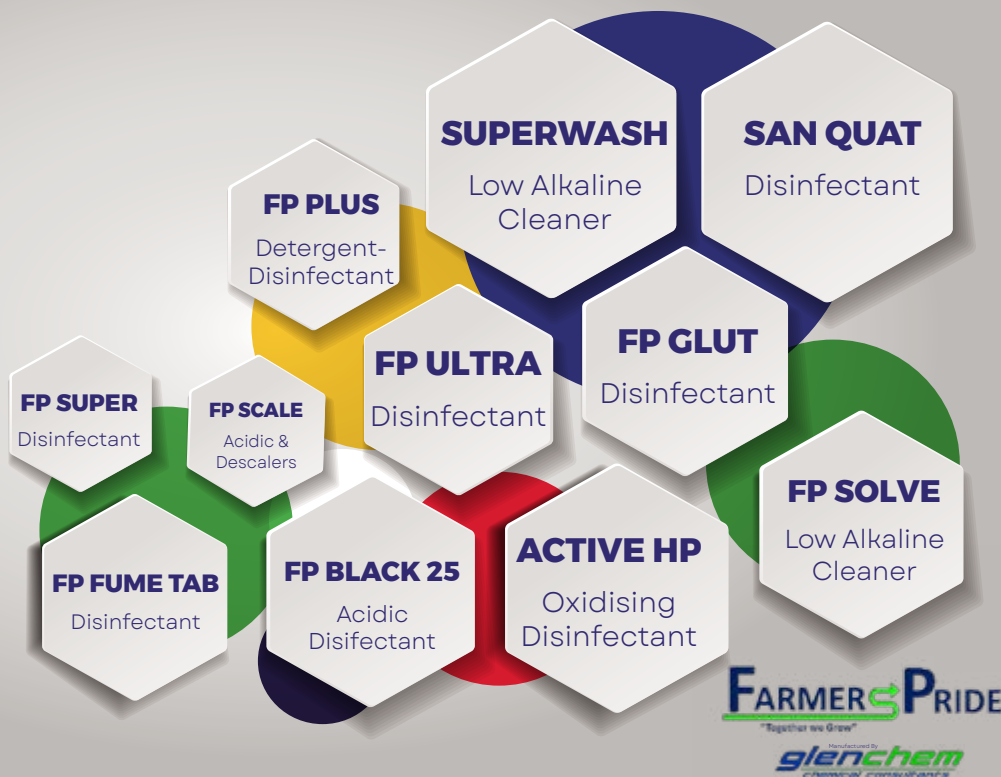 SUPERWASH
Low Alkaline
Cleaner
SAN QUAT
Disinfectant
FP PLUS
Detergent-
Disinfectant
FP ULTRA
Disinfectant
FP GLUT
Disinfectant
FP SUPER
Disinfectant
FP SCALE
Acidic &
Descalers
FP SOLVE
Low Alkaline
Cleaner
FP FUME TAB
Disinfectant
FP BLACK 25
Acidic
Disifectant
ACTIVE HP
Oxidising
Disinfectant
FARMERS PRIDE
"Together we Grow"
Manufactured By
glenchem
chemical consultants